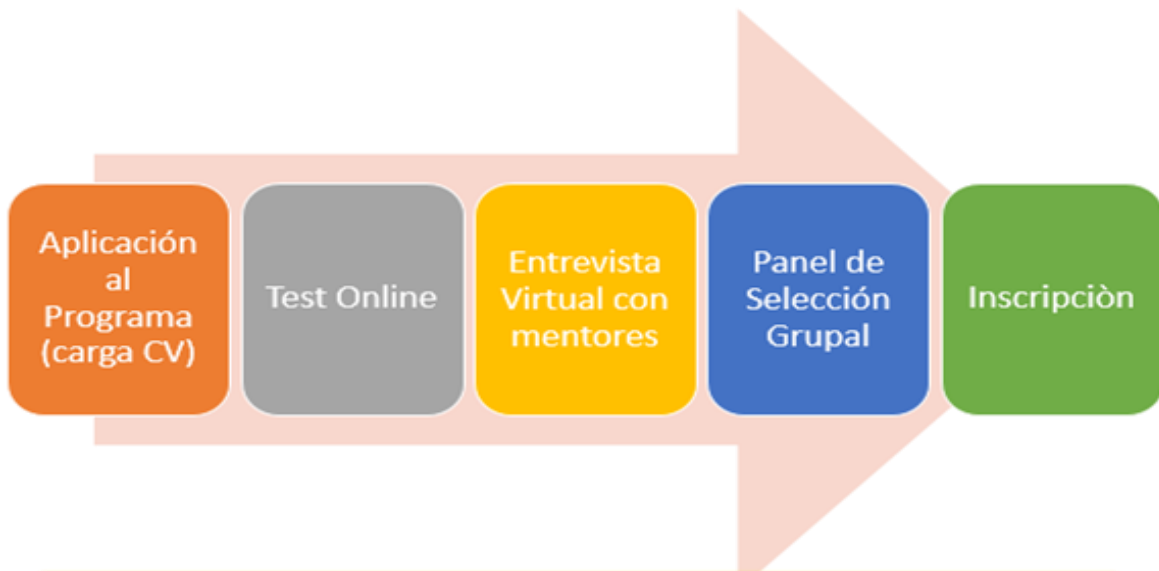 Aplicación
al
Programa
(carga CV)
Test Online
Entrevista
Virtual con
mentores
Panel de
Selección
Grupal
Inscripciòn